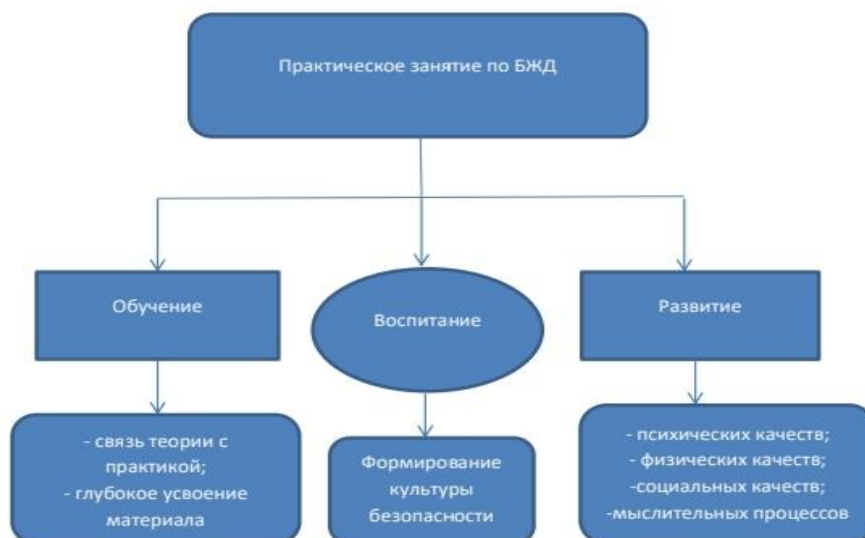 Практическое занятие по БЖД
Обучение
Воспитание
Развитие
- связь теории с
практикой;
- глубокое усвоение
материала
Формирование
культуры
безопасности
- психических качеств;
- физических качеств;
-социальных качеств;
-мыслительных процессов